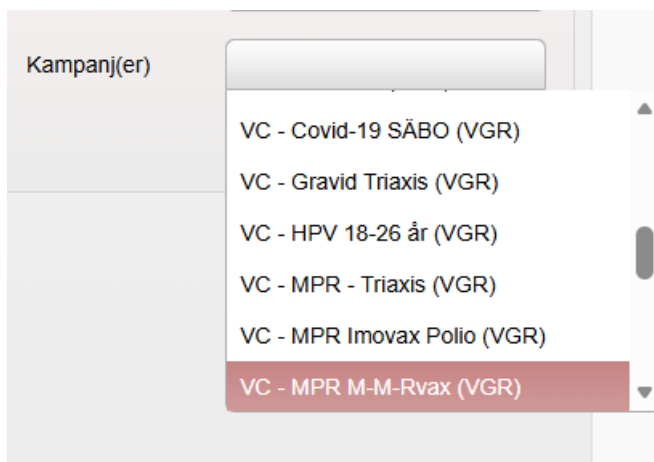 Kampanj(er)
VC - Covid-19 SÄBO (VGR)
VC - Gravid Triaxis (VGR)
VC - HPV 18-26 år (VGR)
VC - MPR - Triaxis (VGR)
VC - MPR Imovax Polio (VGR)
VC - MPR M-M-Rvax (VGR)